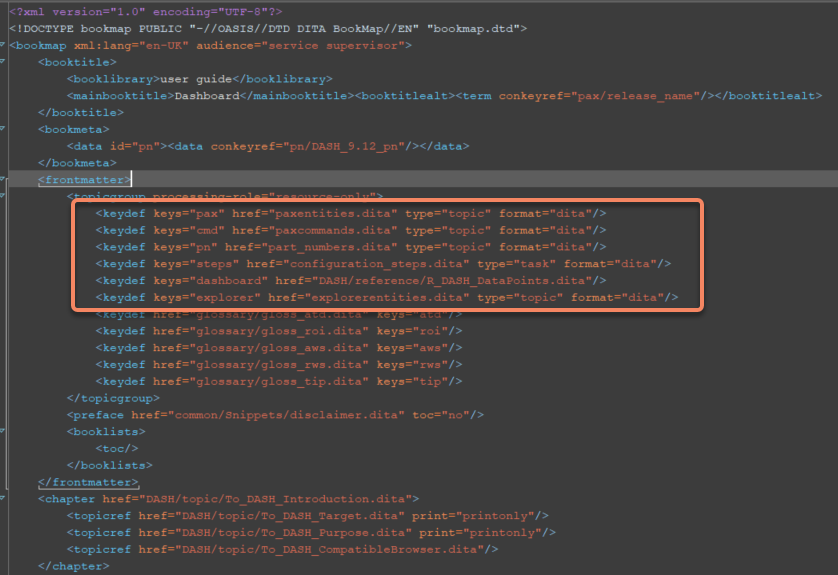 <?xml version="1.0" encoding="UTF-8"?>
<!DOCTYPE bookmap PUBLIC "-//OASIS//DTD DITA BookMap//EN" "bookmap.dtd">
<bookmap xml:lang="en-UK" audience="service supervisor">
<booktitle>
<booklibrary>user guide</booklibrary>
<mainbooktitle>Dashboard</mainbooktitle><booktitlealt><term conkeyref="pax/release_name"/></booktitlealt>
</booktitle>
<bookmeta>
<data id="pn"><data conkeyref="pn/DASH_9.12_pn"/></data>
</bookmeta>
<frontmatter>
<topicgroup processing-role="resource-only">
<keydef keys="pax" href="paxentities.dita" type="topic" format="dita"/>
<keydef keys="cmd" href="paxcommands.dita" type="topic" format="dita"/>
<keydef keys="pn" href="part_numbers.dita" type="topic" format="dita"/>
<keydef keys="steps" href="configuration_steps.dita" type="task" format="dita"/>
<keydef keys="dashboard" href="DASH/reference/R_DASH_DataPoints.dita"/>
<keydef keys="explorer" href="explorerentities.dita" type="topic" format="dita"/>
<keydef href="glossary/gloss_atd.dita" keys="atd"/>
<keydef href="glossary/gloss_roi.dita" keys="roi"/>
<keydef href="glossary/gloss_aws.dita" keys="aws"/>
<keydef href="glossary/gloss_rws.dita" keys="rws"/>
<keydef href="glossary/gloss_tip.dita" keys="tip"/>
</topicgroup>
<preface href="common/Snippets/disclaimer.dita" toc="no"/>
<booklists>
<toc/>
</booklists>
</frontmatter>
<chapter href="DASH/topic/To_DASH_Introduction.dita">
<topicref href="DASH/topic/To_DASH_Target.dita" print="printonly"/>
<topicref href="DASH/topic/To_DASH_Purpose.dita" print="printonly"/>
<topicref href="DASH/topic/To_DASH_CompatibleBrowser.dita"/>
</chapter>